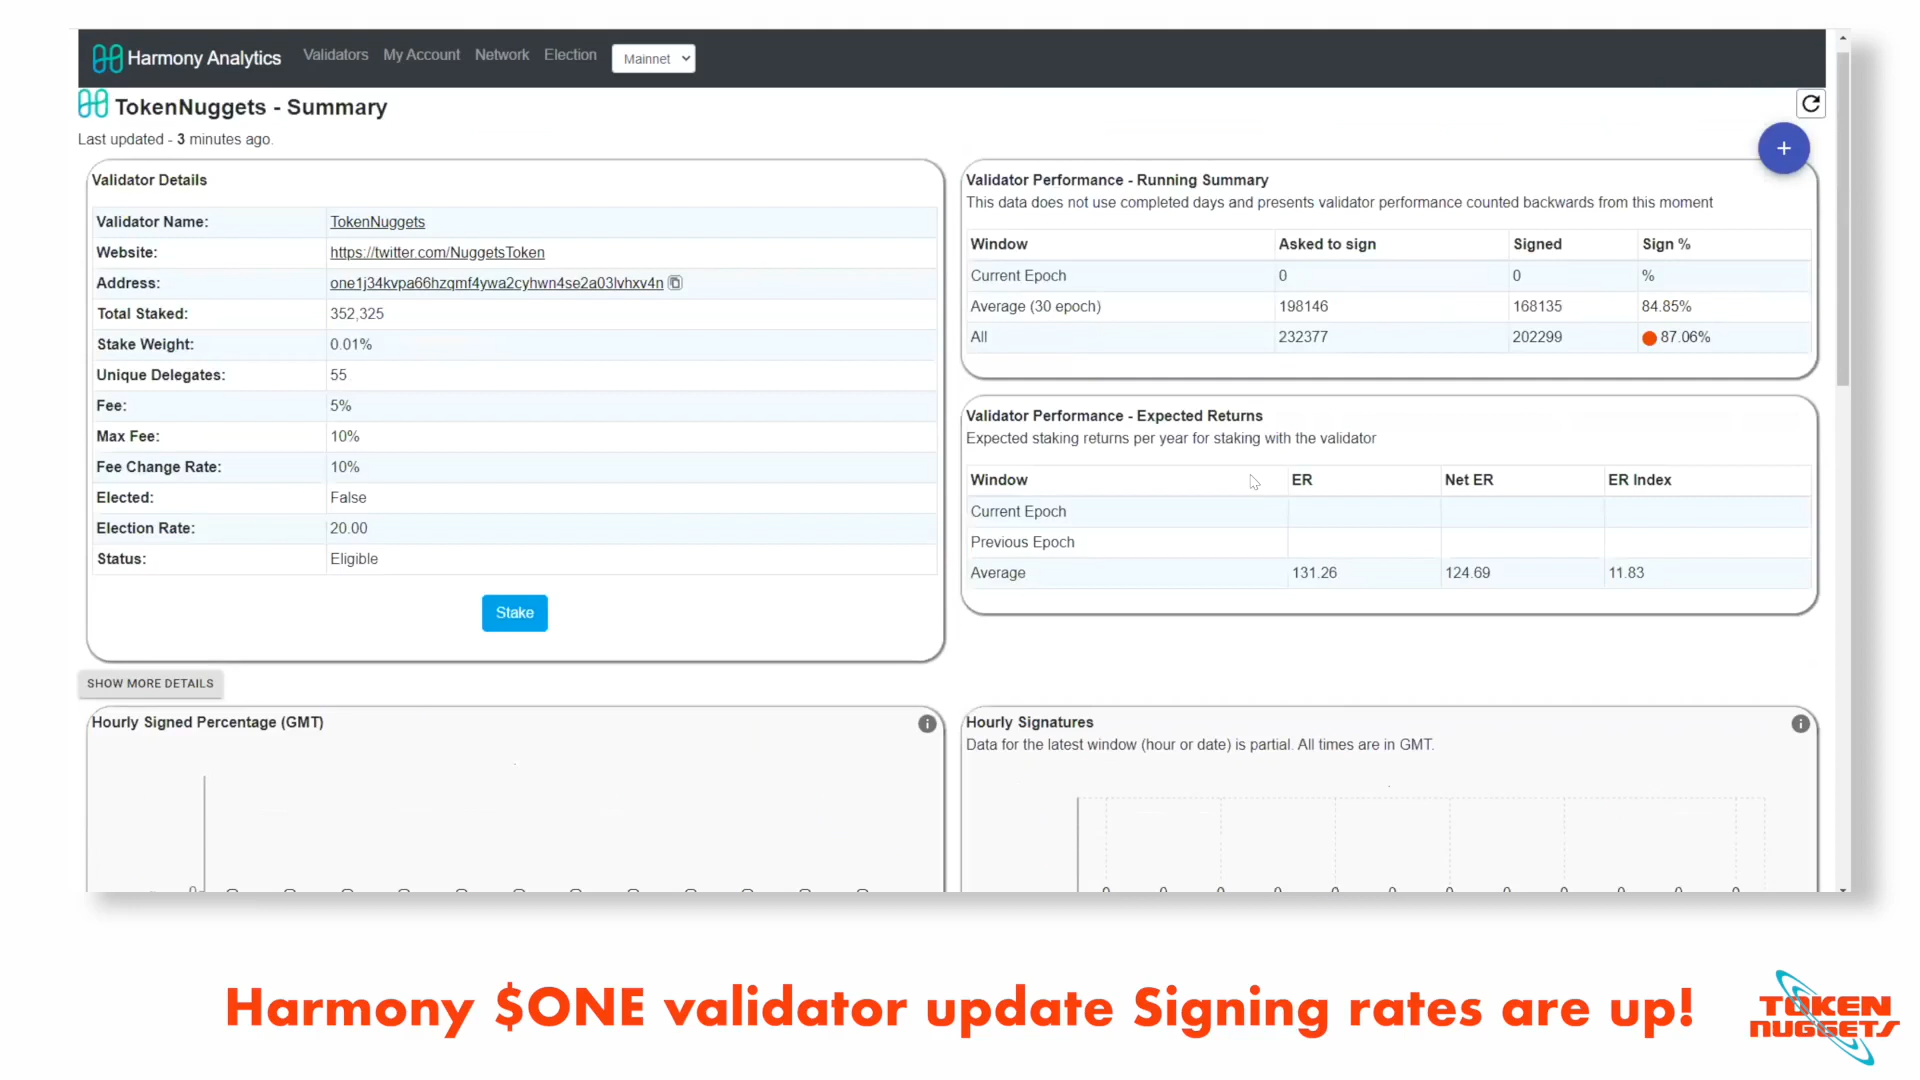 Harmony Analytics Validators My Account Network Election Mainnet
TokenNuggets - Summary
Last updated - 3 minutes ago.
Validator Details
Validator Name: TokenNuggets
Website: https://twitter.com/NuggetsToken
Address: one1j34kvpa66hzqmf4ywa2cyhwn4se2a03lvhxv4n
Total Staked: 352,325
Stake Weight: 0.01%
Unique Delegates: 55
Fee: 5%
Max Fee: 10%
Fee Change Rate: 10%
Elected: False
Election Rate: 20.00
Status: Eligible
Stake
Validator Performance - Running Summary
This data does not use completed days and presents validator performance counted backwards from this moment
Window Asked to sign Signed Sign %
Current Epoch 0 0 %
Average (30 epoch) 198146 168135 84.85%
All 232377 202299 87.06%
Validator Performance - Expected Returns
Expected staking returns per year for staking with the validator
Window ER Net ER ER Index
Current Epoch
Previous Epoch
Average 131.26 124.69 11.83
SHOW MORE DETAILS
Hourly Signed Percentage (GMT)
Hourly Signatures
Data for the latest window (hour or date) is partial. All times are in GMT.
Harmony $ONE validator update Signing rates are up!
TOKEN
NUGGETS